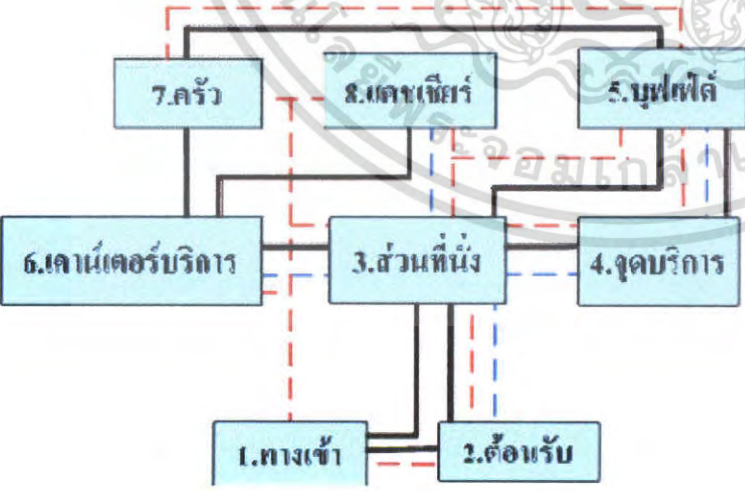 7.ครัว
8.แคชเชียร์
5.บุฟเฟ่ต์
6.เคาน์เตอร์บริการ
3.ส่วนที่นั่ง
4.จุดบริการ
1.ทางเข้า
2.ต้อนรับ